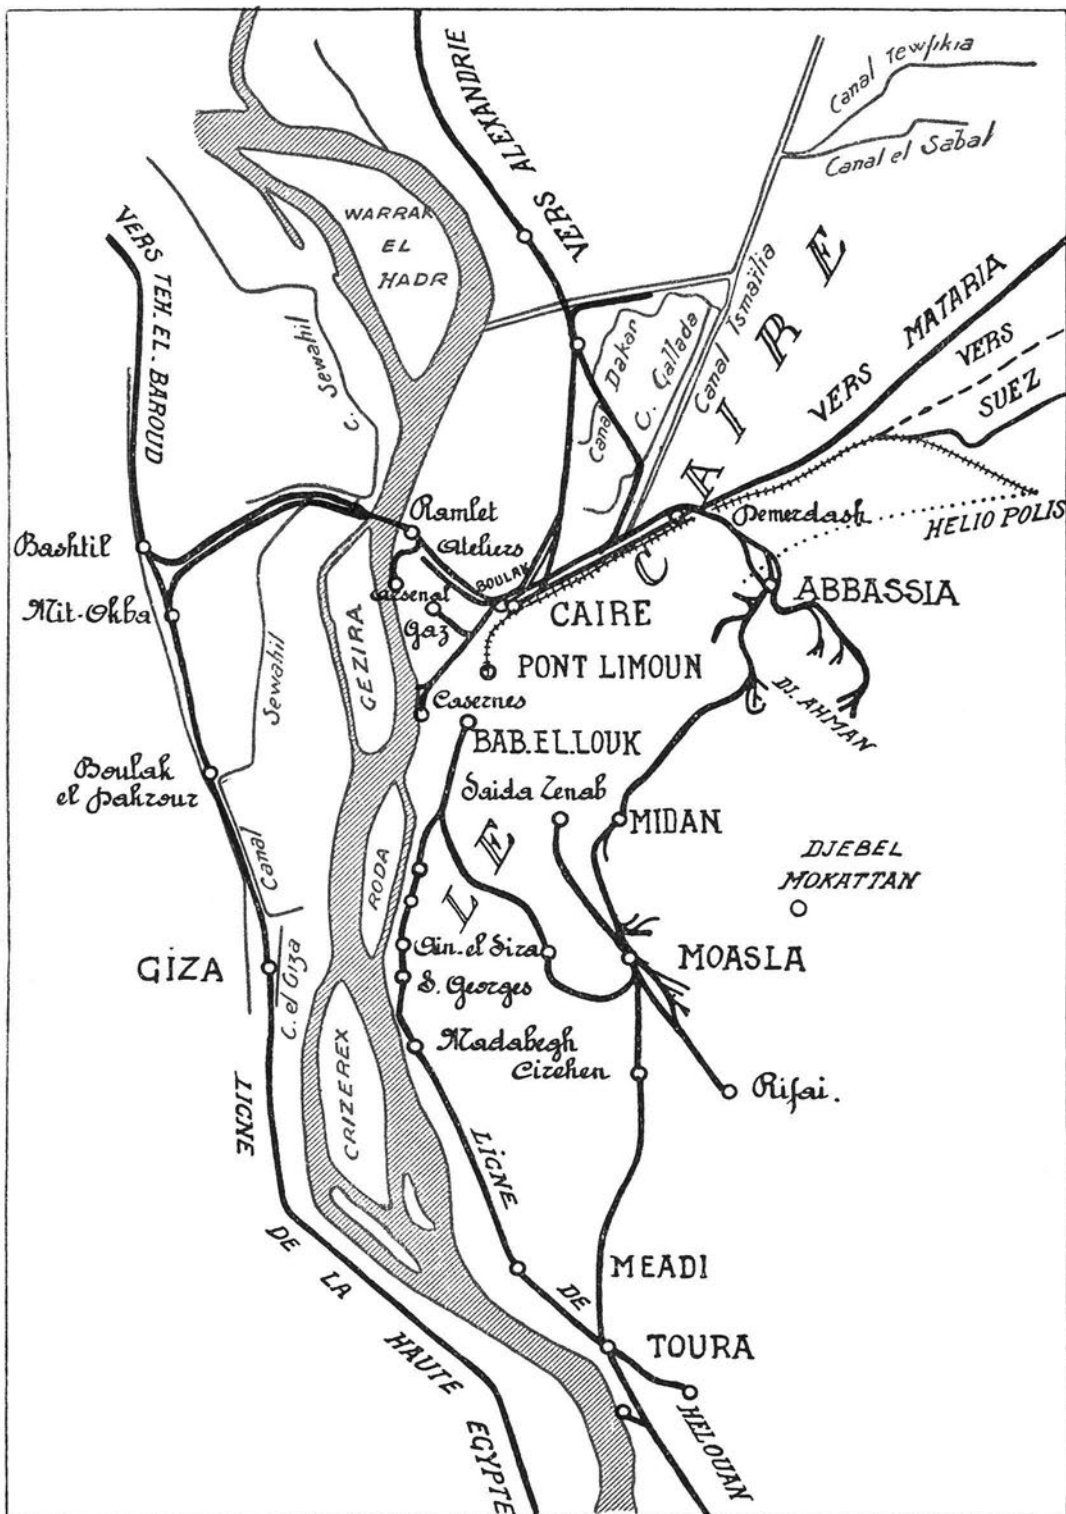 VERS ALEXANDRIE
VERS
Canal Tewfikia
Canal el Sabal
WARRAK
EL
HADR
VERS TEH. EL. BAROUD
C. Sewahil
Canal Dakar
C. Gallada
Canal Ismaïlia
LE CAIRE
VERS MATARIA
VERS
SUEZ
HELIO POLIS
Ramlet
Ateliers
Demerdash
Bashtil
BOULAK
Arsenal
ABBASSIA
Mit-Okba
Gaz
CAIRE
GEZIRA
Sewahil
PONT LIMOUN
DJ. AHMAN
Casernes
BAB.EL.LOUK
Boulak
el Dakrour
Saida Zenab
MIDAN
DJEBEL
MOKATTAN
Canal
RODA
Ain-el Sira
GIZA
C. el Giza
MOASLA
S. Georges
Madabegh
Cirehen
Rifai.
CRIZEREX
LIGNE
DE
LA
HAUTE
EGYPTE
LIGNE
DE
MEADI
TOURA
HELOUAN